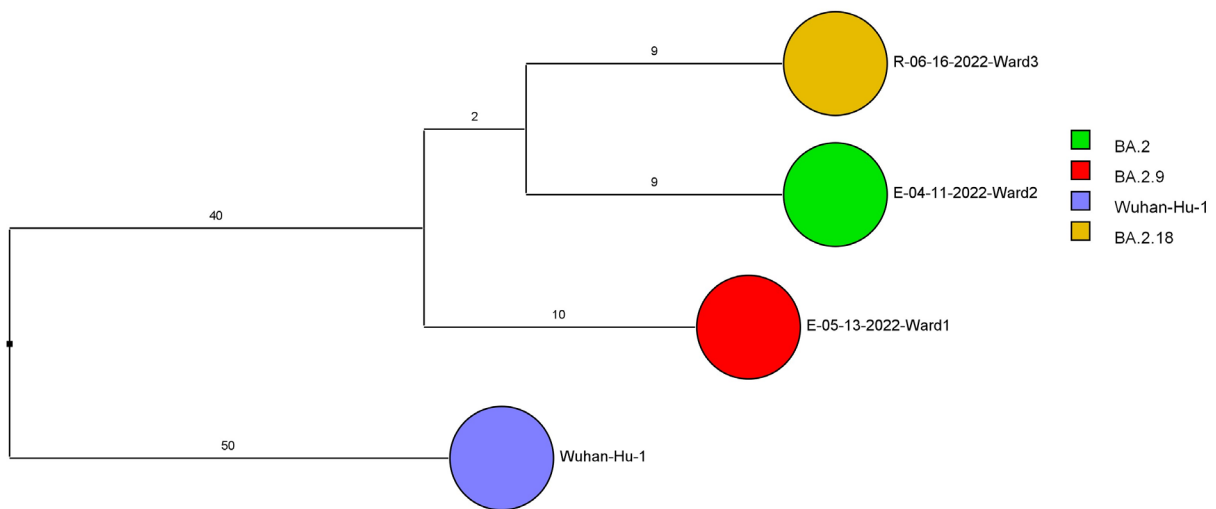 9
R-06-16-2022-Ward3
2
9
E-04-11-2022-Ward2
40
10
E-05-13-2022-Ward1
50
Wuhan-Hu-1
BA.2
BA.2.9
Wuhan-Hu-1
BA.2.18